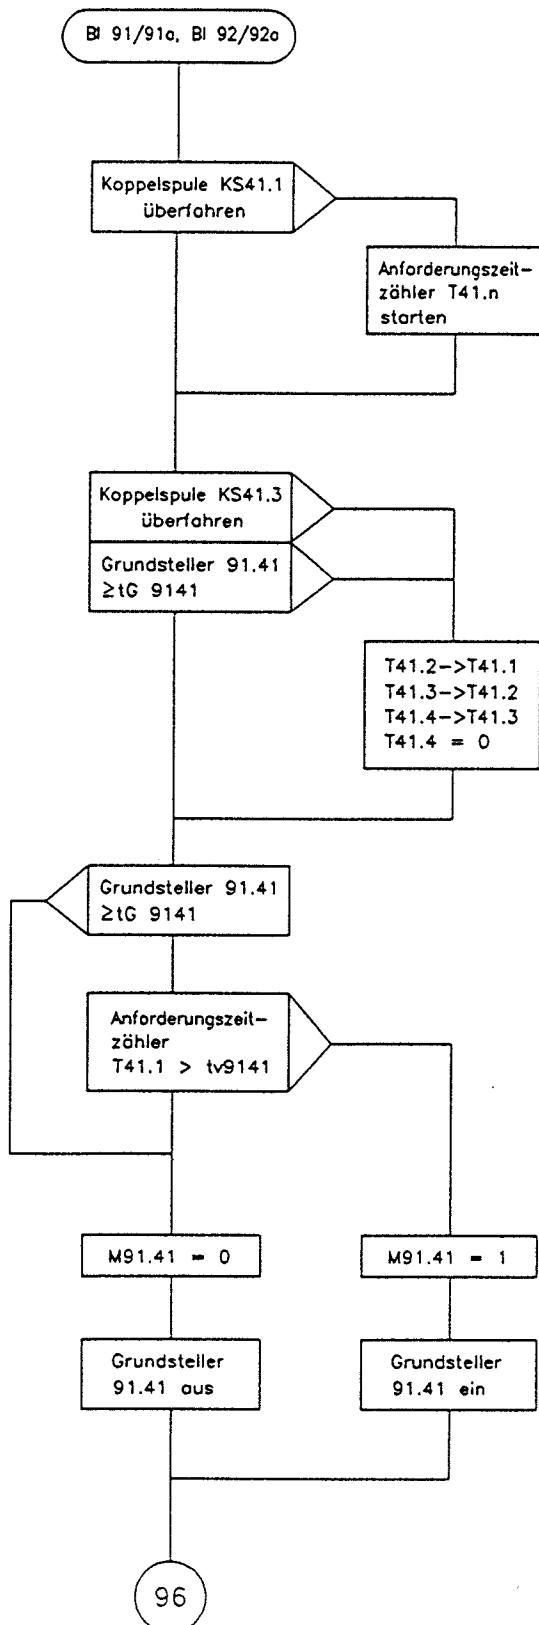 Bl 91/91a, Bl 92/92a
Koppelspule KS41.1
überfahren
Anforderungszeit-
zähler T41.n
starten
Koppelspule KS41.3
überfahren
Grundsteller 91.41
≥tG 9141
T41.2->T41.1
T41.3->T41.2
T41.4->T41.3
T41.4 = 0
Grundsteller 91.41
≥tG 9141
Anforderungszeit-
zähler
T41.1 > tv9141
M91.41 = 0
M91.41 = 1
Grundsteller
91.41 aus
Grundsteller
91.41 ein
96